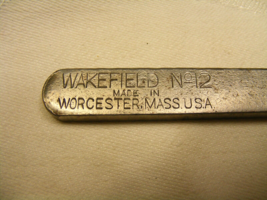 WAKEFIELD Nº 12
MADE IN
WORCESTER, MASS. U.S.A.